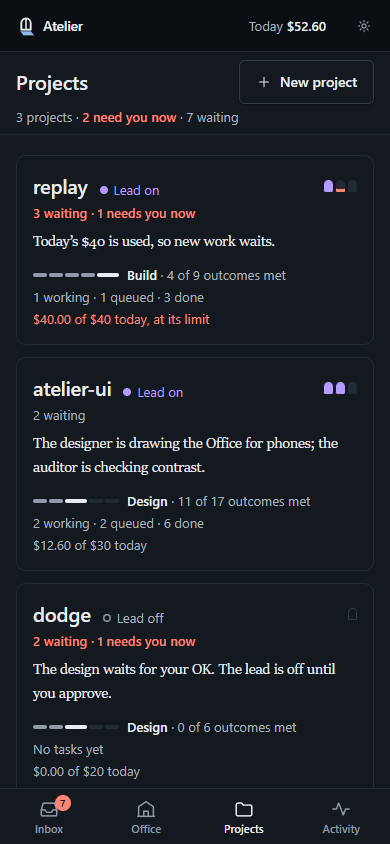 Atelier
Today $52.60
Projects
New project
3 projects · 2 need you now · 7 waiting
replay Lead on
3 waiting · 1 needs you now
Today's $40 is used, so new work waits.
Build · 4 of 9 outcomes met
1 working · 1 queued · 3 done
$40.00 of $40 today, at its limit
atelier-ui Lead on
2 waiting
The designer is drawing the Office for phones; the
auditor is checking contrast.
Design · 11 of 17 outcomes met
2 working · 2 queued · 6 done
$12.60 of $30 today
dodge Lead off
2 waiting · 1 needs you now
The design waits for your OK. The lead is off until
you approve.
Design · 0 of 6 outcomes met
No tasks yet
$0.00 of $20 today
7
Inbox Office Projects Activity